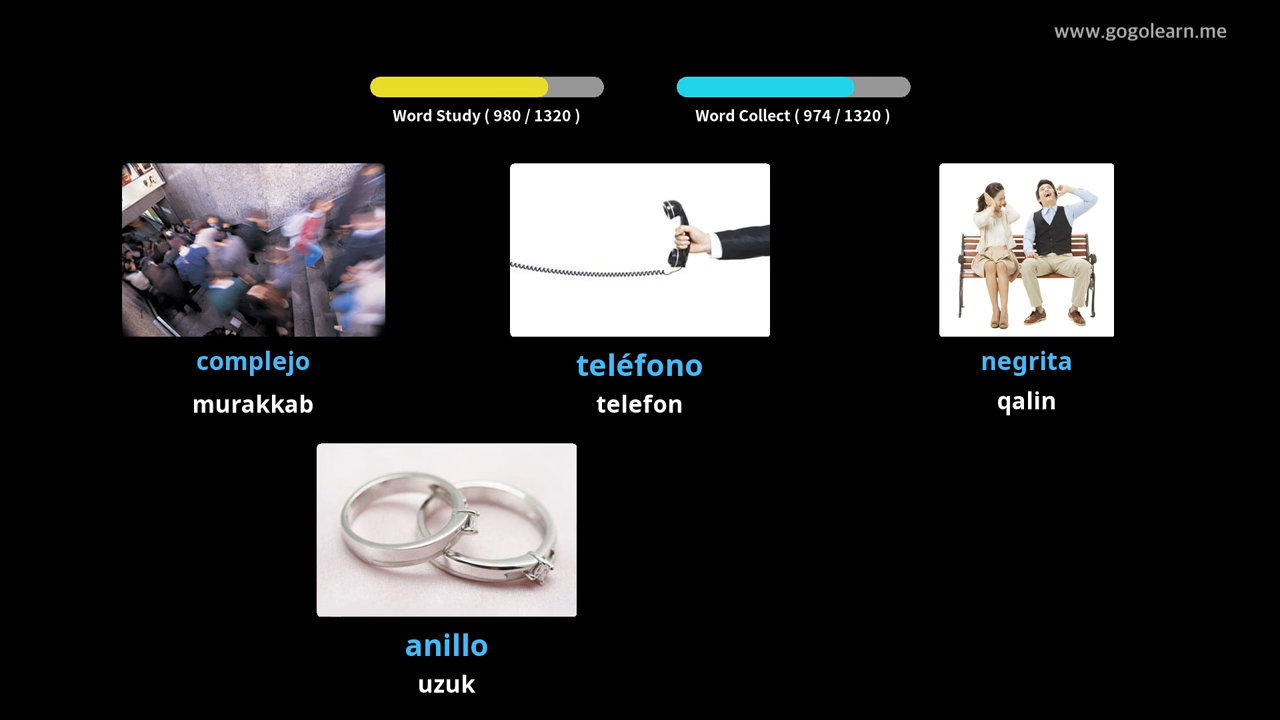 www.gogolearn.me
Word Study ( 980 / 1320 )
Word Collect ( 974 / 1320 )
complejo
murakkab
teléfono
telefon
negrita
qalin
anillo
uzuk